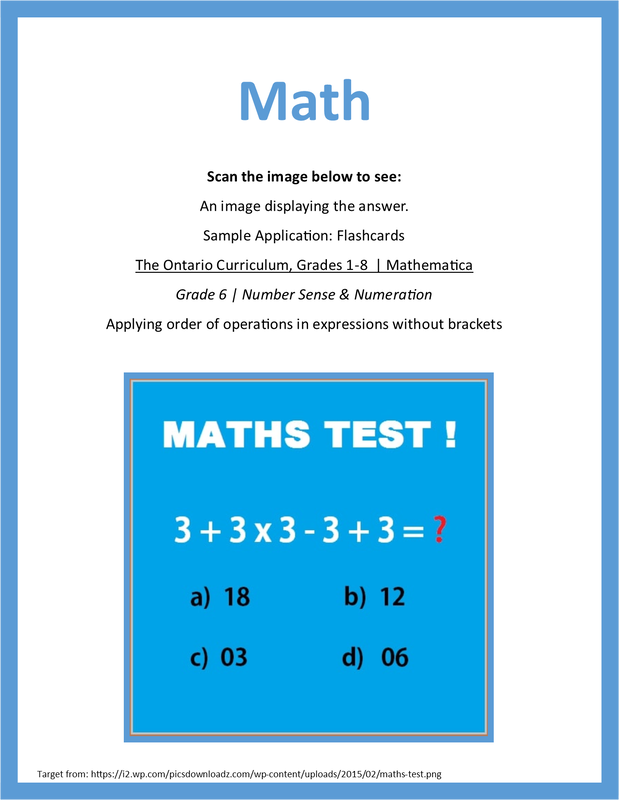 Math
Scan the image below to see:
An image displaying the answer.
Sample Application: Flashcards
The Ontario Curriculum, Grades 1-8 | Mathematica
Grade 6 | Number Sense & Numeration
Applying order of operations in expressions without brackets
MATHS TEST !
3 + 3 x 3 - 3 + 3 = ?
a) 18 b) 12
c) 03 d) 06
Target from: https://i2.wp.com/picsdownloadz.com/wp-content/uploads/2015/02/maths-test.png